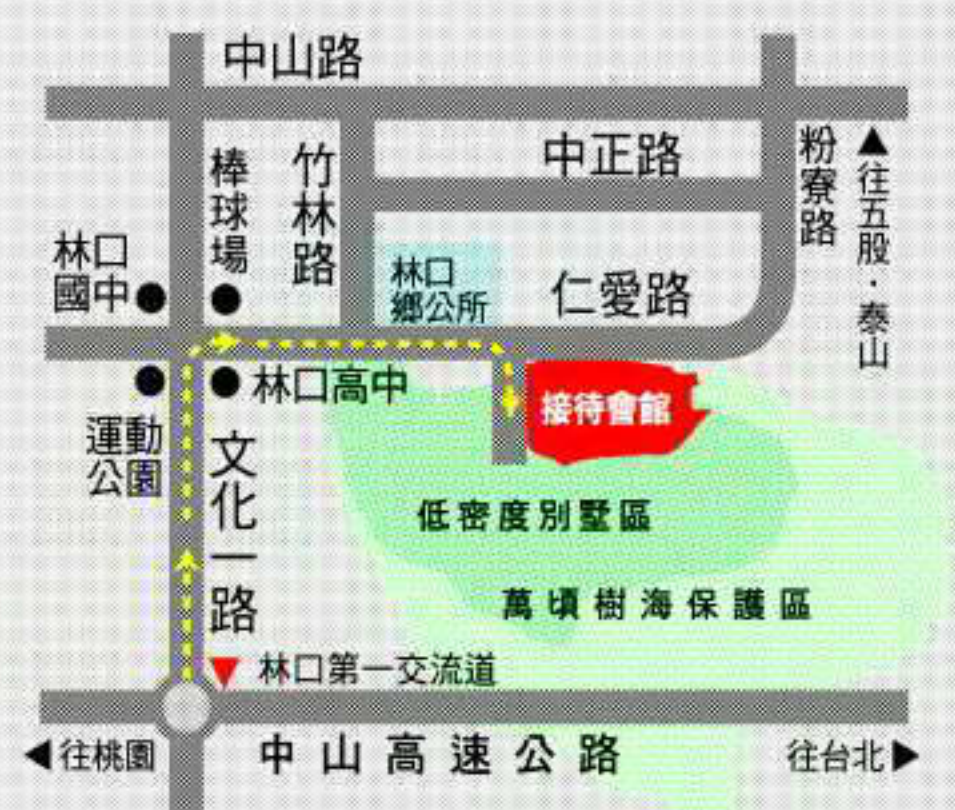 中山路
中正路
粉寮路
▲往五股·泰山
棒球場
竹林路
林口
國中
林口
鄉公所
仁愛路
林口高中
接待會館
運動
公園
文化一路
低密度別墅區
萬頃樹海保護區
林口第一交流道
◀往桃園
中山高速公路
往台北▶